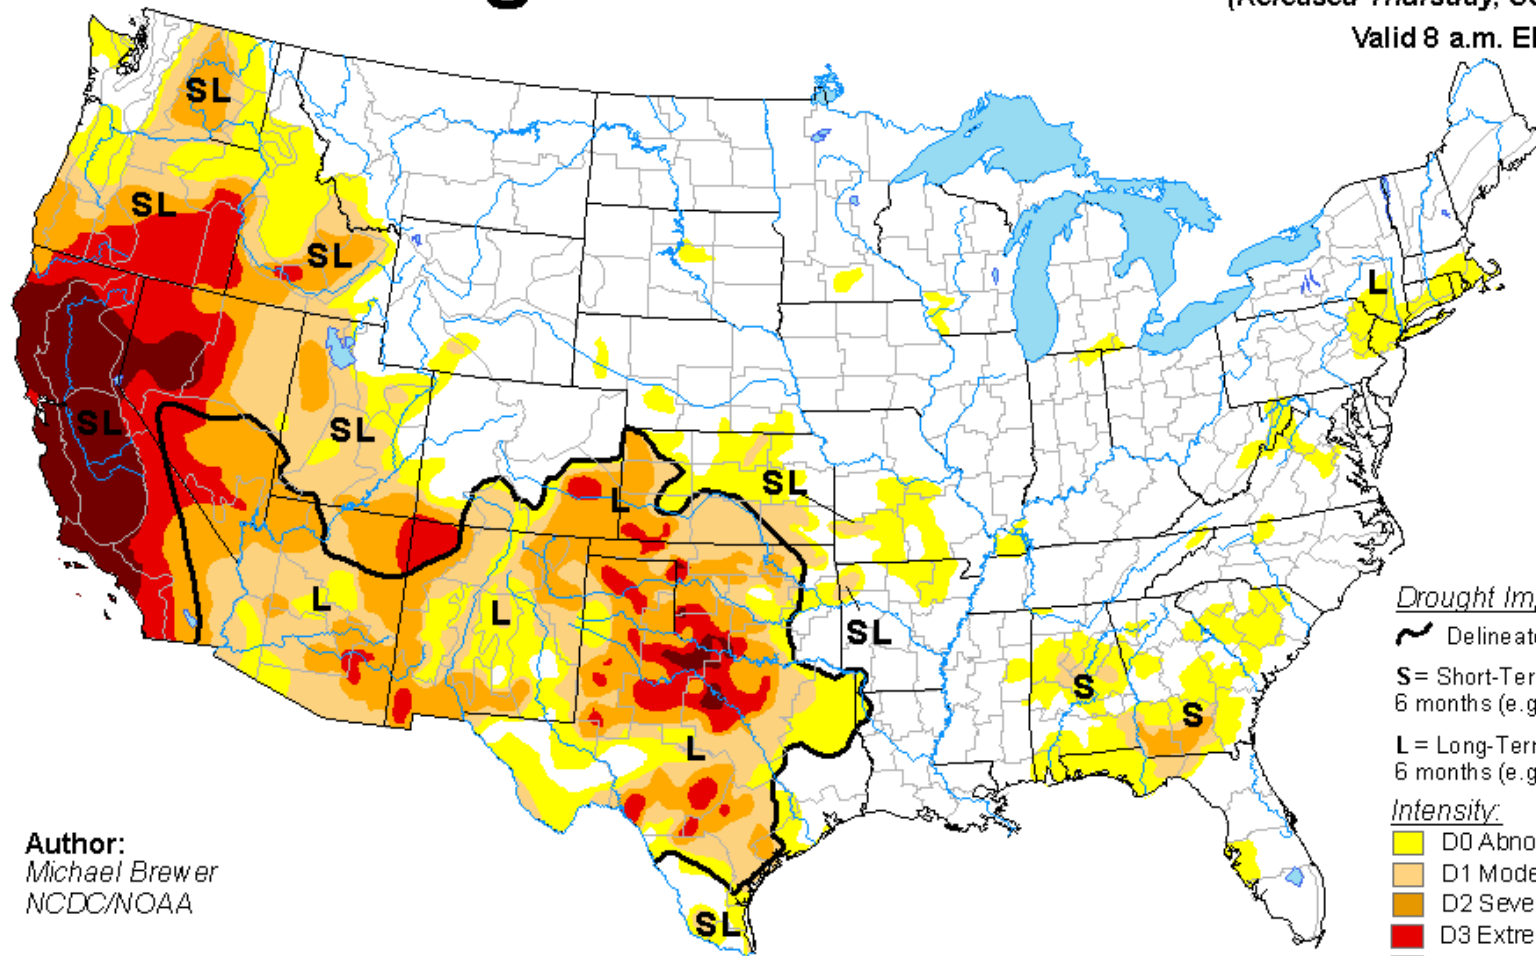 Valid 8 a.m.
SL
SL
SL
SL
SL
L
SL
L
L
L
SL
L
SL
L
S
S
Drought Im
Delineate
S = Short-Ter
6 months (e.g
L = Long-Term
6 months (e.g
Intensity:
D0 Abno
D1 Mode
D2 Seve
D3 Extre
Author:
Michael Brewer
NCDC/NOAA